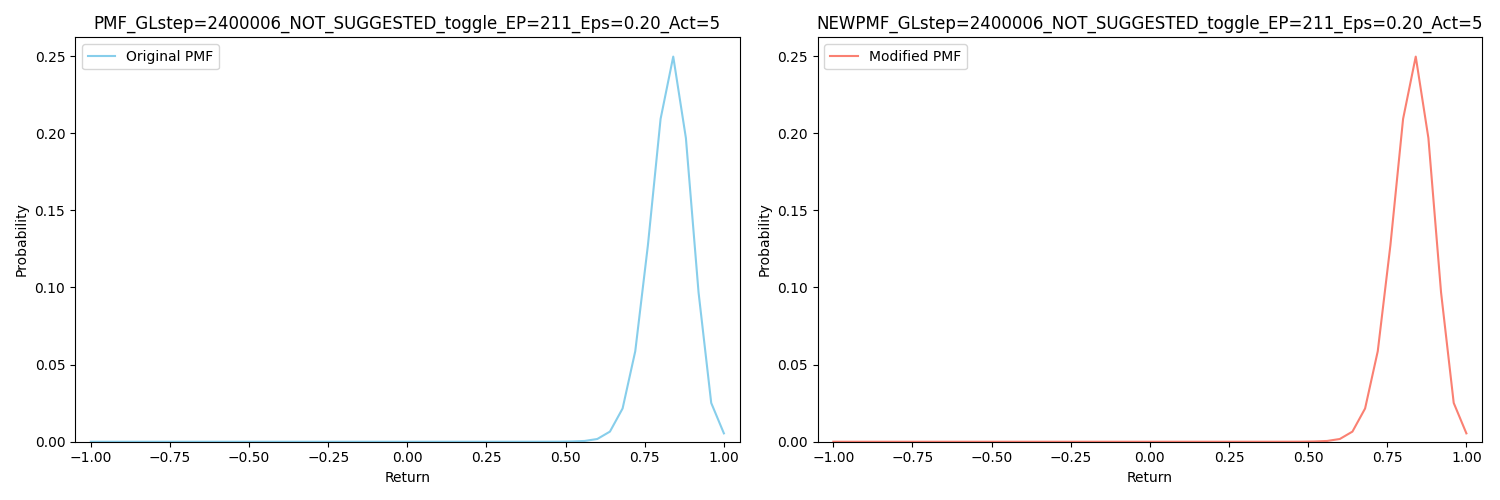 PMF_GLstep=2400006_NOT_SUGGESTED_toggle_EP=211_Eps=0.20_Act=5
Original PMF
0.25
0.20
0.15
0.10
0.05
0.00
Probability
−1.00 −0.75 −0.50 −0.25 0.00 0.25 0.50 0.75 1.00
Return
NEWPMF_GLstep=2400006_NOT_SUGGESTED_toggle_EP=211_Eps=0.20_Act=5
Modified PMF
0.25
0.20
0.15
0.10
0.05
0.00
Probability
−1.00 −0.75 −0.50 −0.25 0.00 0.25 0.50 0.75 1.00
Return